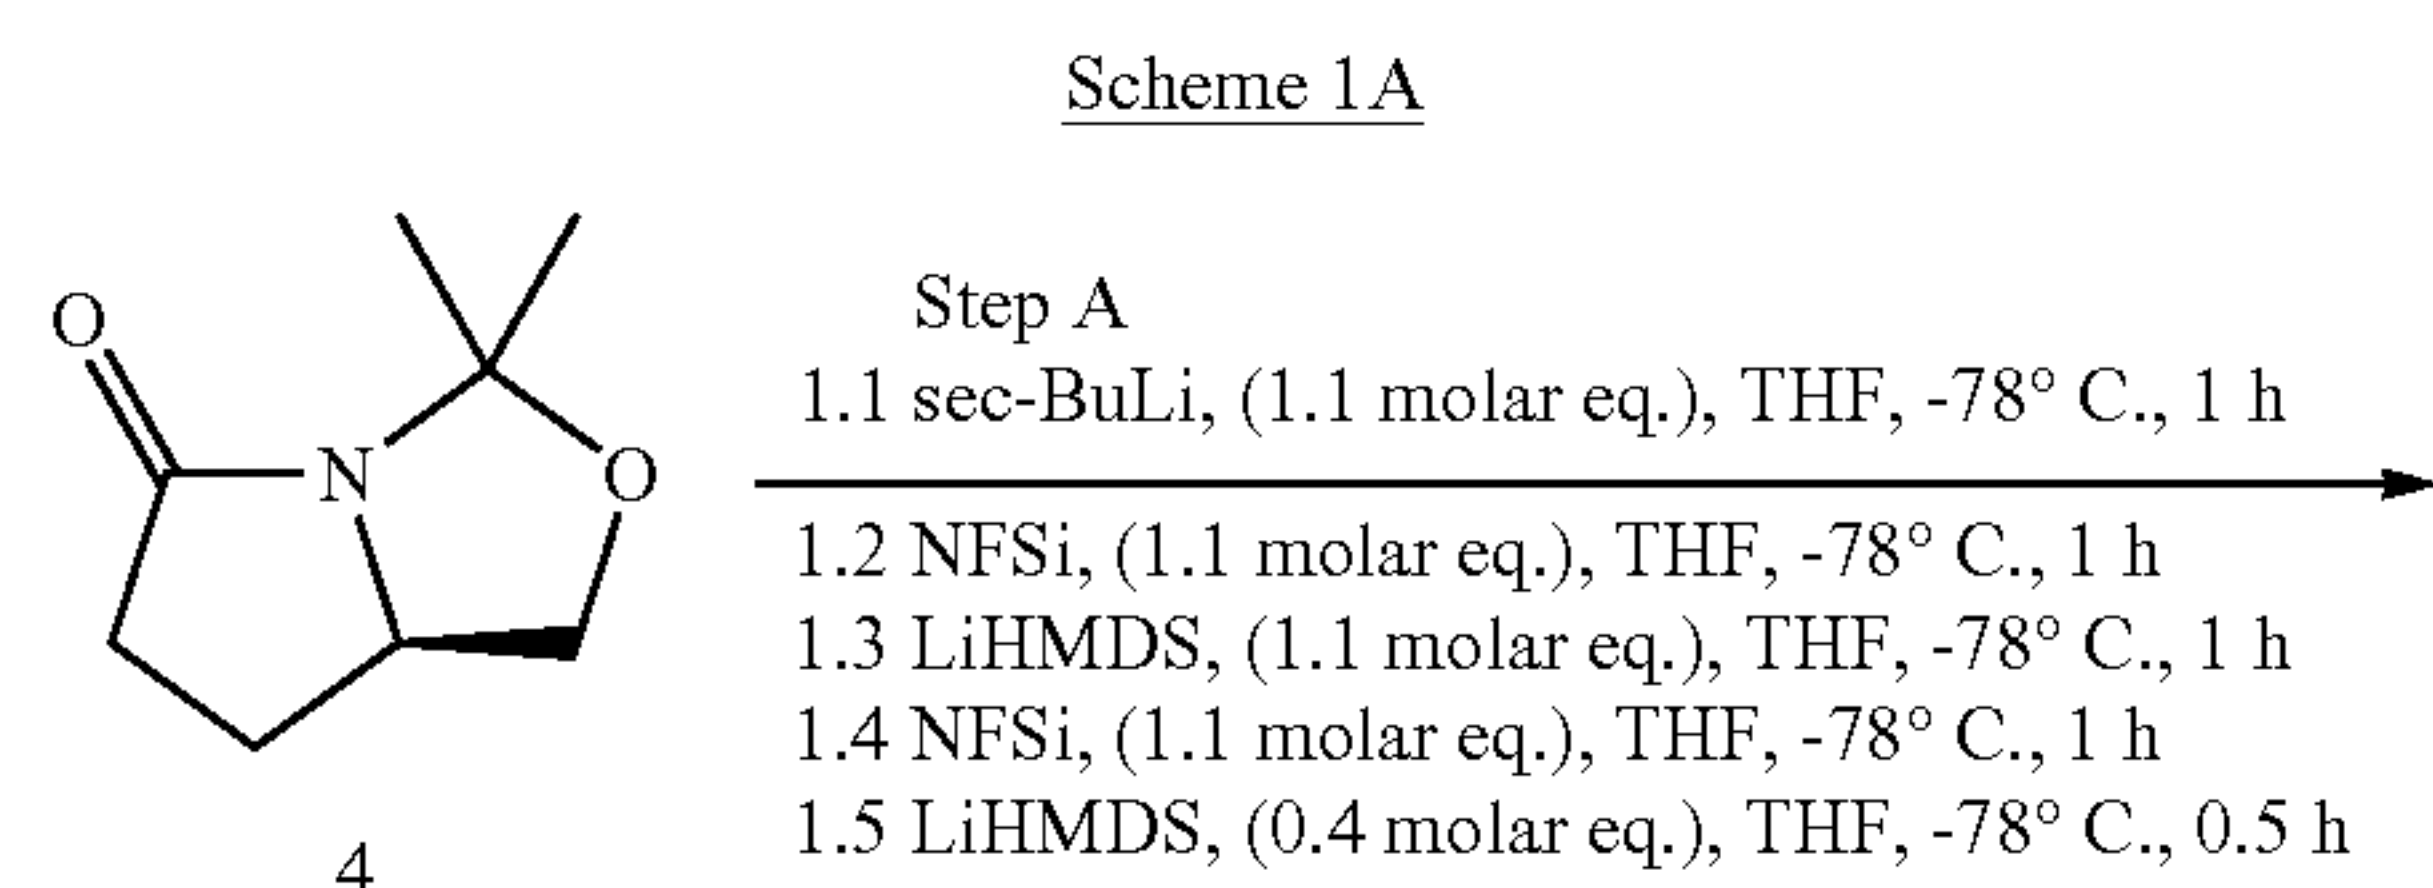 Scheme 1A
O
N
O
4
Step A
1.1 sec-BuLi, (1.1 molar eq.), THF, -78° C., 1 h
1.2 NFSi, (1.1 molar eq.), THF, -78° C., 1 h
1.3 LiHMDS, (1.1 molar eq.), THF, -78° C., 1 h
1.4 NFSi, (1.1 molar eq.), THF, -78° C., 1 h
1.5 LiHMDS, (0.4 molar eq.), THF, -78° C., 0.5 h